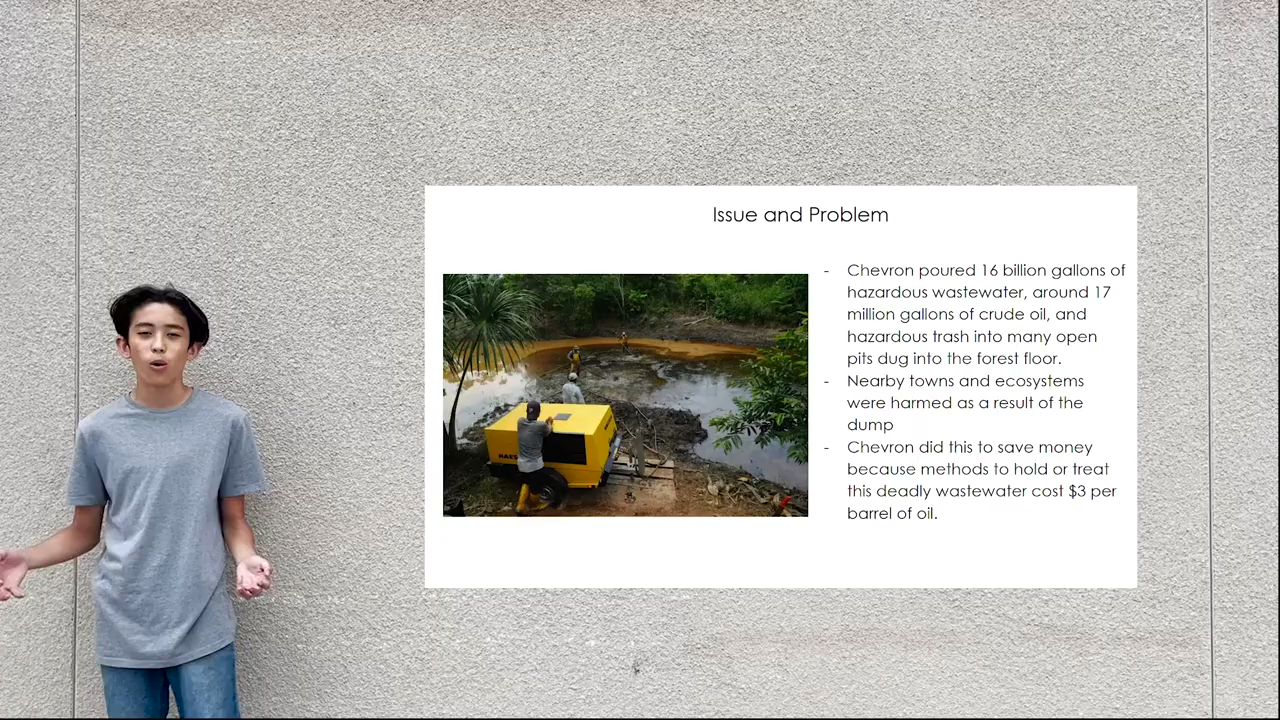 Issue and Problem
- Chevron poured 16 billion gallons of
hazardous wastewater, around 17
million gallons of crude oil, and
hazardous trash into many open
pits dug into the forest floor.
- Nearby towns and ecosystems
were harmed as a result of the
dump
- Chevron did this to save money
because methods to hold or treat
this deadly wastewater cost $3 per
barrel of oil.